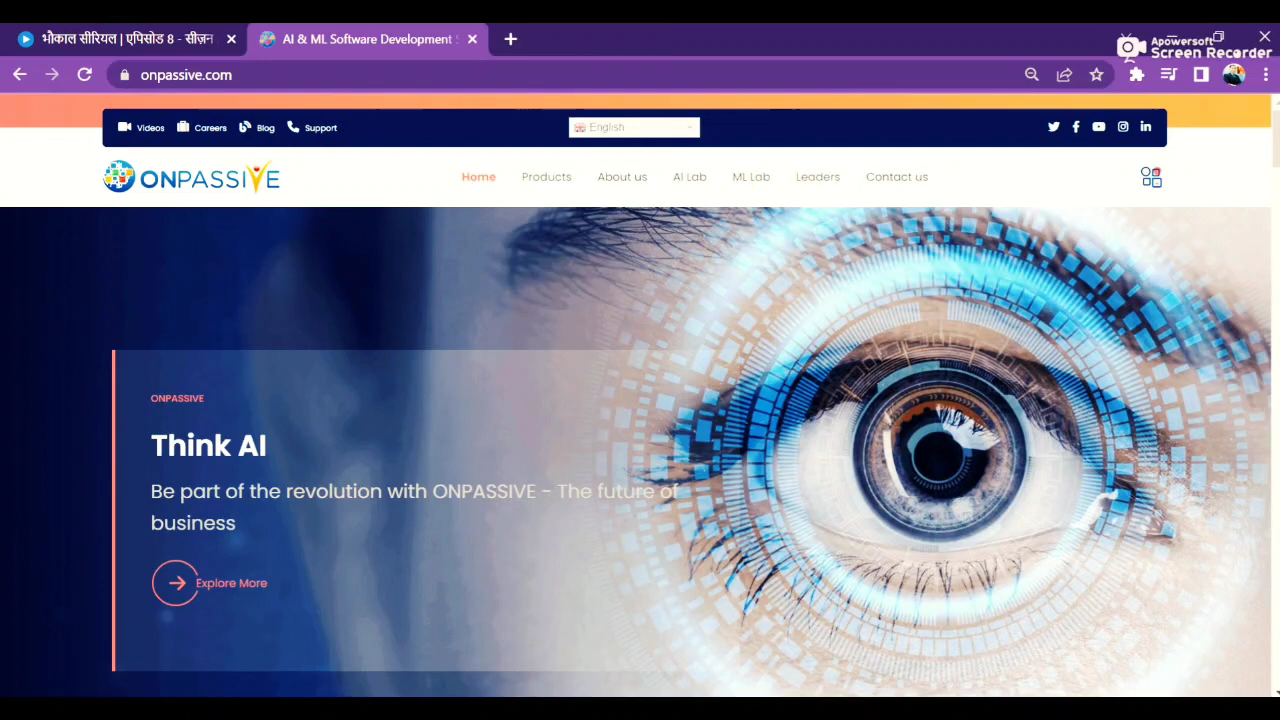 भौकाल सीरियल | एपिसोड 8 - सीज़न
AI & ML Software Development
Apowersoft
Screen Recorder
onpassive.com
Videos Careers Blog Support
English
ONPASSIVE
Home Products About us AI Lab ML Lab Leaders Contact us
ONPASSIVE
Think AI
Be part of the revolution with ONPASSIVE - The future of
business
Explore More